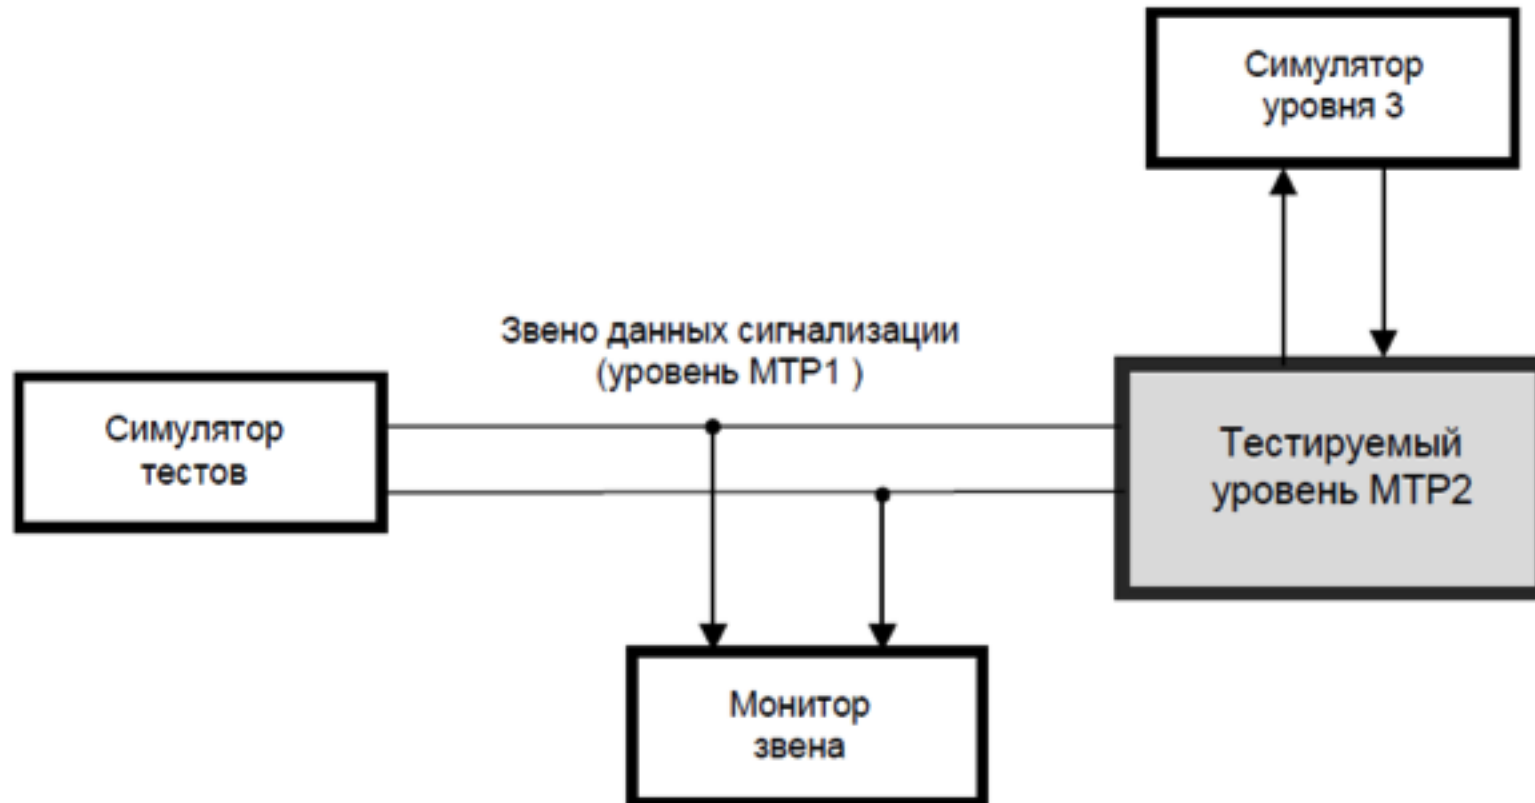 Симулятор
уровня 3
Звено данных сигнализации
(уровень МТР1 )
Симулятор
тестов
Тестируемый
уровень МТР2
Монитор
звена